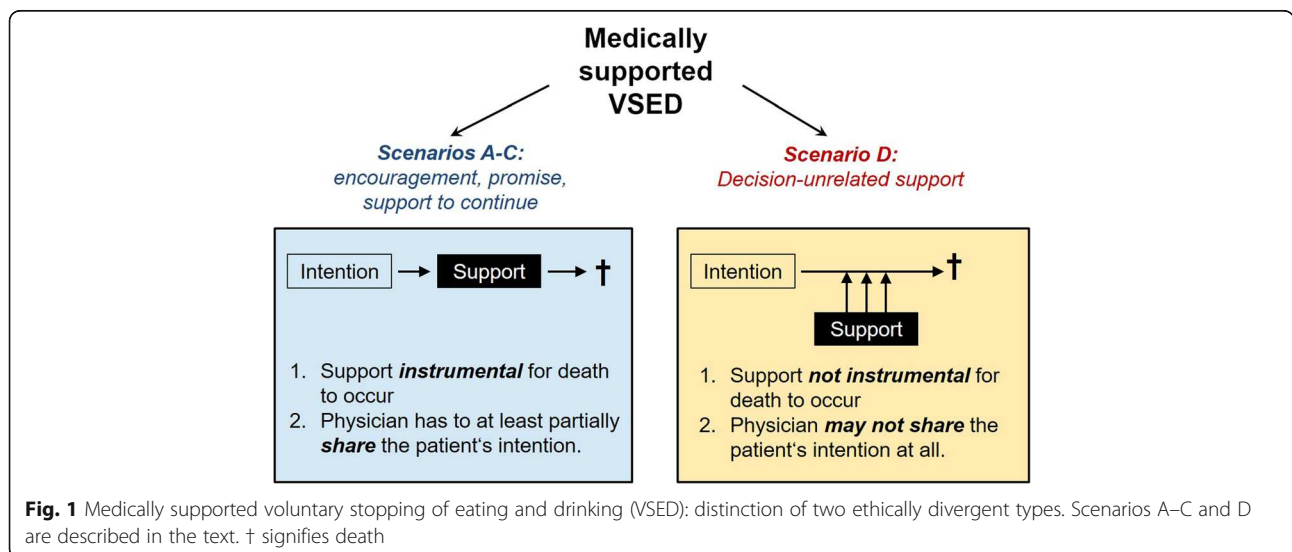 Medically
supported
VSED
Scenarios A-C:
encouragement, promise,
support to continue
Scenario D:
Decision-unrelated support
Intention
Support
†
1. Support instrumental for death
to occur
2. Physician has to at least partially
share the patient‘s intention.
Intention
†
Support
1. Support not instrumental for
death to occur
2. Physician may not share the
patient‘s intention at all.
Fig. 1 Medically supported voluntary stopping of eating and drinking (VSED): distinction of two ethically divergent types. Scenarios A–C and D
are described in the text. † signifies death